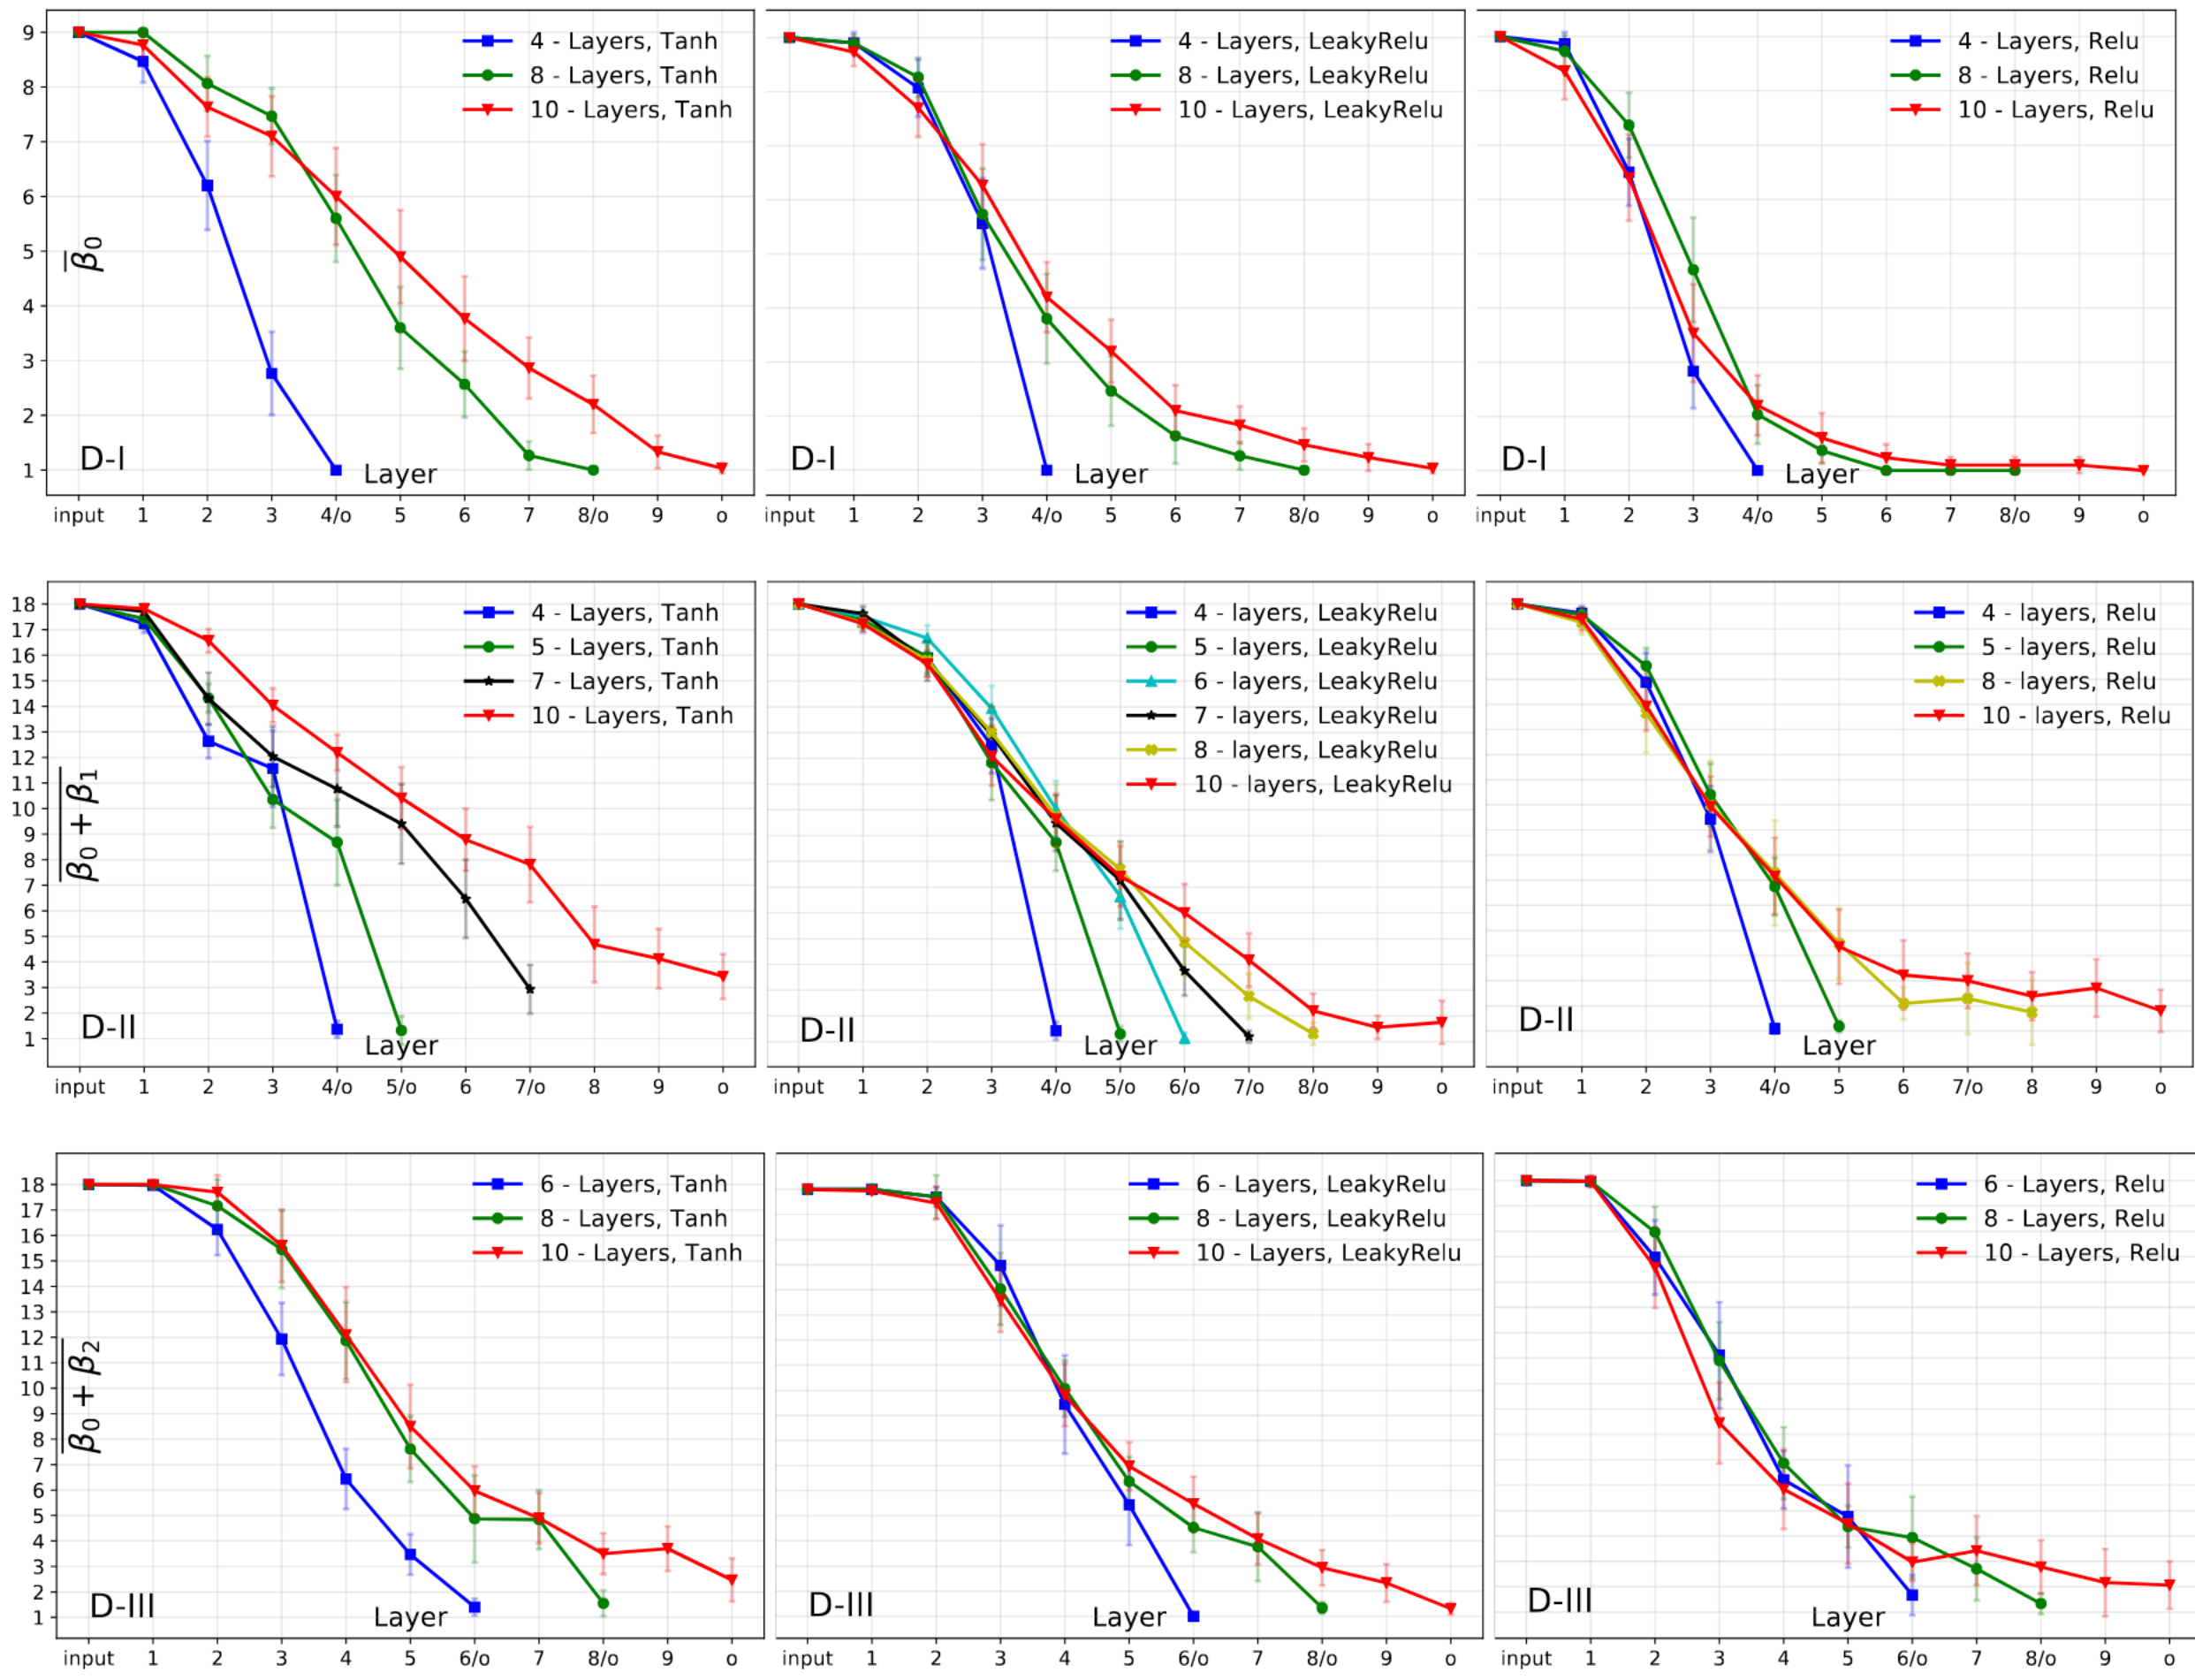 9
8
7
6
5
4
3
2
1
β̅0
4 - Layers, Tanh
8 - Layers, Tanh
10 - Layers, Tanh
D-I
Layer
input 1 2 3 4/o 5 6 7 8/o 9 o
4 - Layers, LeakyRelu
8 - Layers, LeakyRelu
10 - Layers, LeakyRelu
D-I
Layer
input 1 2 3 4/o 5 6 7 8/o 9 o
4 - Layers, Relu
8 - Layers, Relu
10 - Layers, Relu
D-I
Layer
input 1 2 3 4/o 5 6 7 8/o 9 o
18
17
16
15
14
13
12
11
10
9
8
7
6
5
4
3
2
1
β0 + β1
4 - Layers, Tanh
5 - Layers, Tanh
7 - Layers, Tanh
10 - Layers, Tanh
D-II
Layer
input 1 2 3 4/o 5/o 6 7/o 8 9 o
4 - layers, LeakyRelu
5 - layers, LeakyRelu
6 - layers, LeakyRelu
7 - layers, LeakyRelu
8 - layers, LeakyRelu
10 - layers, LeakyRelu
D-II
Layer
input 1 2 3 4/o 5/o 6/o 7/o 8/o 9 o
4 - layers, Relu
5 - layers, Relu
8 - layers, Relu
10 - layers, Relu
D-II
Layer
input 1 2 3 4/o 5 6 7/o 8 9 o
18
17
16
15
14
13
12
11
10
9
8
7
6
5
4
3
2
1
β0 + β2
6 - Layers, Tanh
8 - Layers, Tanh
10 - Layers, Tanh
D-III
Layer
input 1 2 3 4 5 6/o 7 8/o 9 o
6 - Layers, LeakyRelu
8 - Layers, LeakyRelu
10 - Layers, LeakyRelu
D-III
Layer
input 1 2 3 4 5 6/o 7 8/o 9 o
6 - Layers, Relu
8 - Layers, Relu
10 - Layers, Relu
D-III
Layer
input 1 2 3 4 5 6/o 7 8/o 9 o